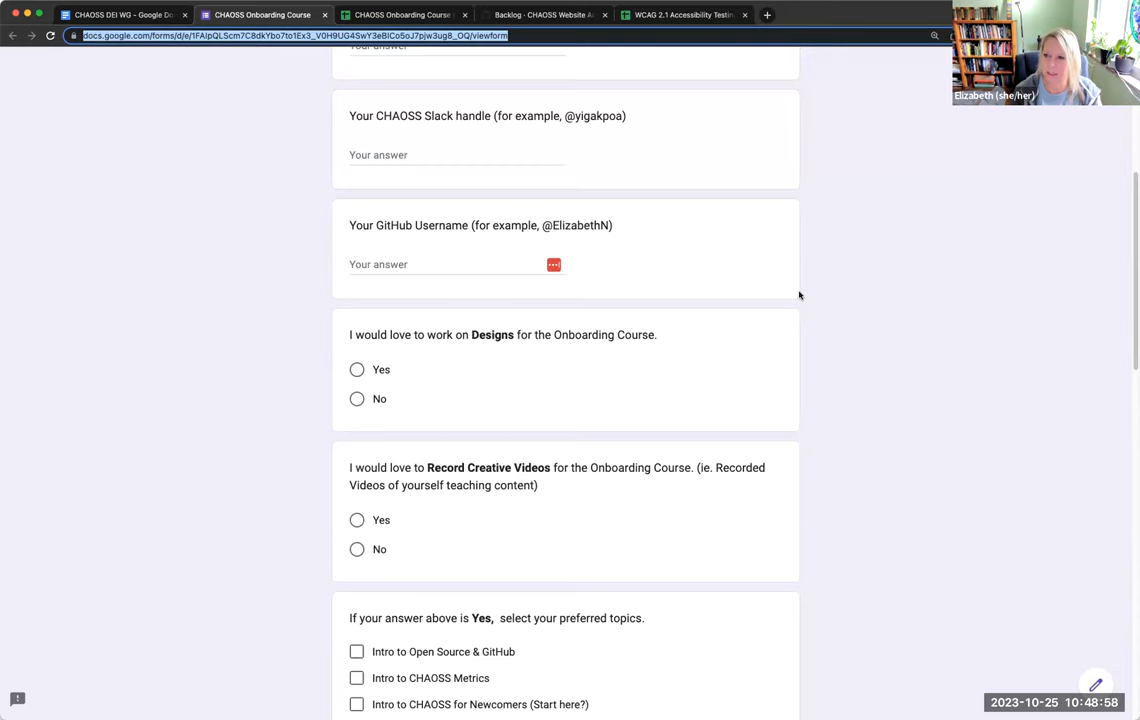 CHAOSS DEI WG - Google Do
CHAOSS Onboarding Course
CHAOSS Onboarding Course
Backlog · CHAOSS Website A
WCAG 2.1 Accessibility Testin
docs.google.com/forms/d/e/1FAIpQLScm7C8dkYbo7to1Ex3_V0H9UG4SwY3eBICo5oJ7pjw3ug8_OQ/viewform
Elizabeth (she/her)
Your answer
Your CHAOSS Slack handle (for example, @yigakpoa)
Your answer
Your GitHub Username (for example, @ElizabethN)
Your answer
I would love to work on Designs for the Onboarding Course.
Yes
No
I would love to Record Creative Videos for the Onboarding Course. (ie. Recorded
Videos of yourself teaching content)
Yes
No
If your answer above is Yes, select your preferred topics.
Intro to Open Source & GitHub
Intro to CHAOSS Metrics
Intro to CHAOSS for Newcomers (Start here?)
2023-10-25 10:48:58